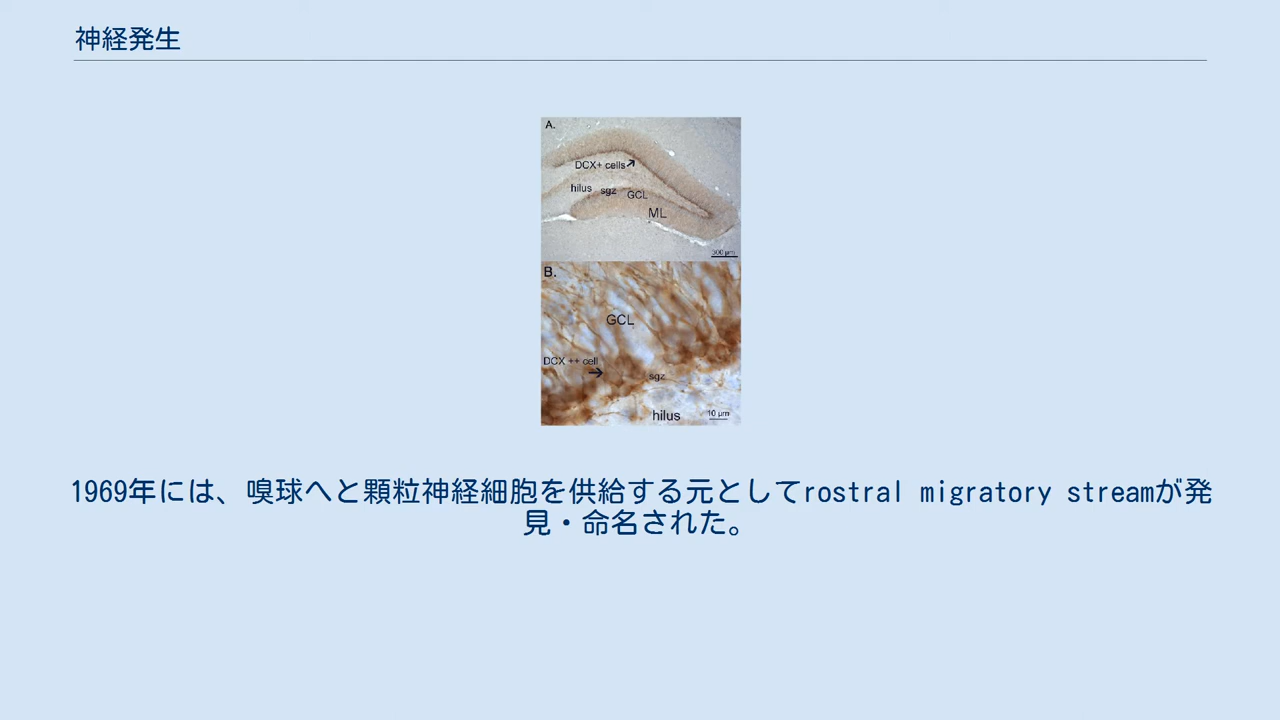 神経発生
A.
DCX+ cells
hilus sgz GCL
ML
300 µm
B.
GCL
DCX ++ cell
sgz
hilus
10 µm
1969年には、嗅球へと顆粒神経細胞を供給する元としてrostral migratory streamが発
見・命名された。